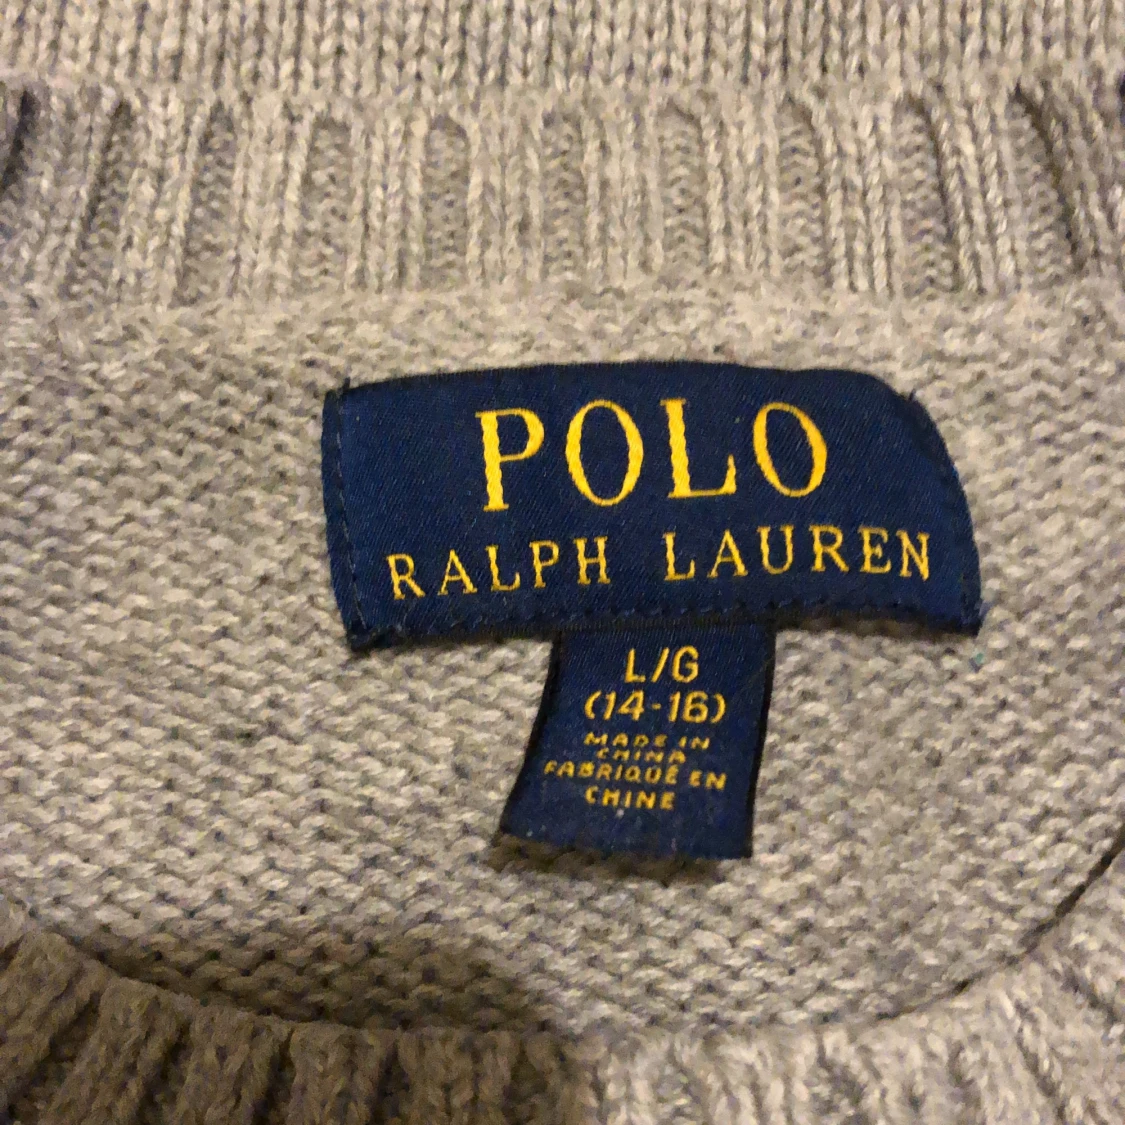 POLO
RALPH LAUREN
L/G
(14-16)
MADE IN
CHINA
FABRIQUÉ EN
CHINE